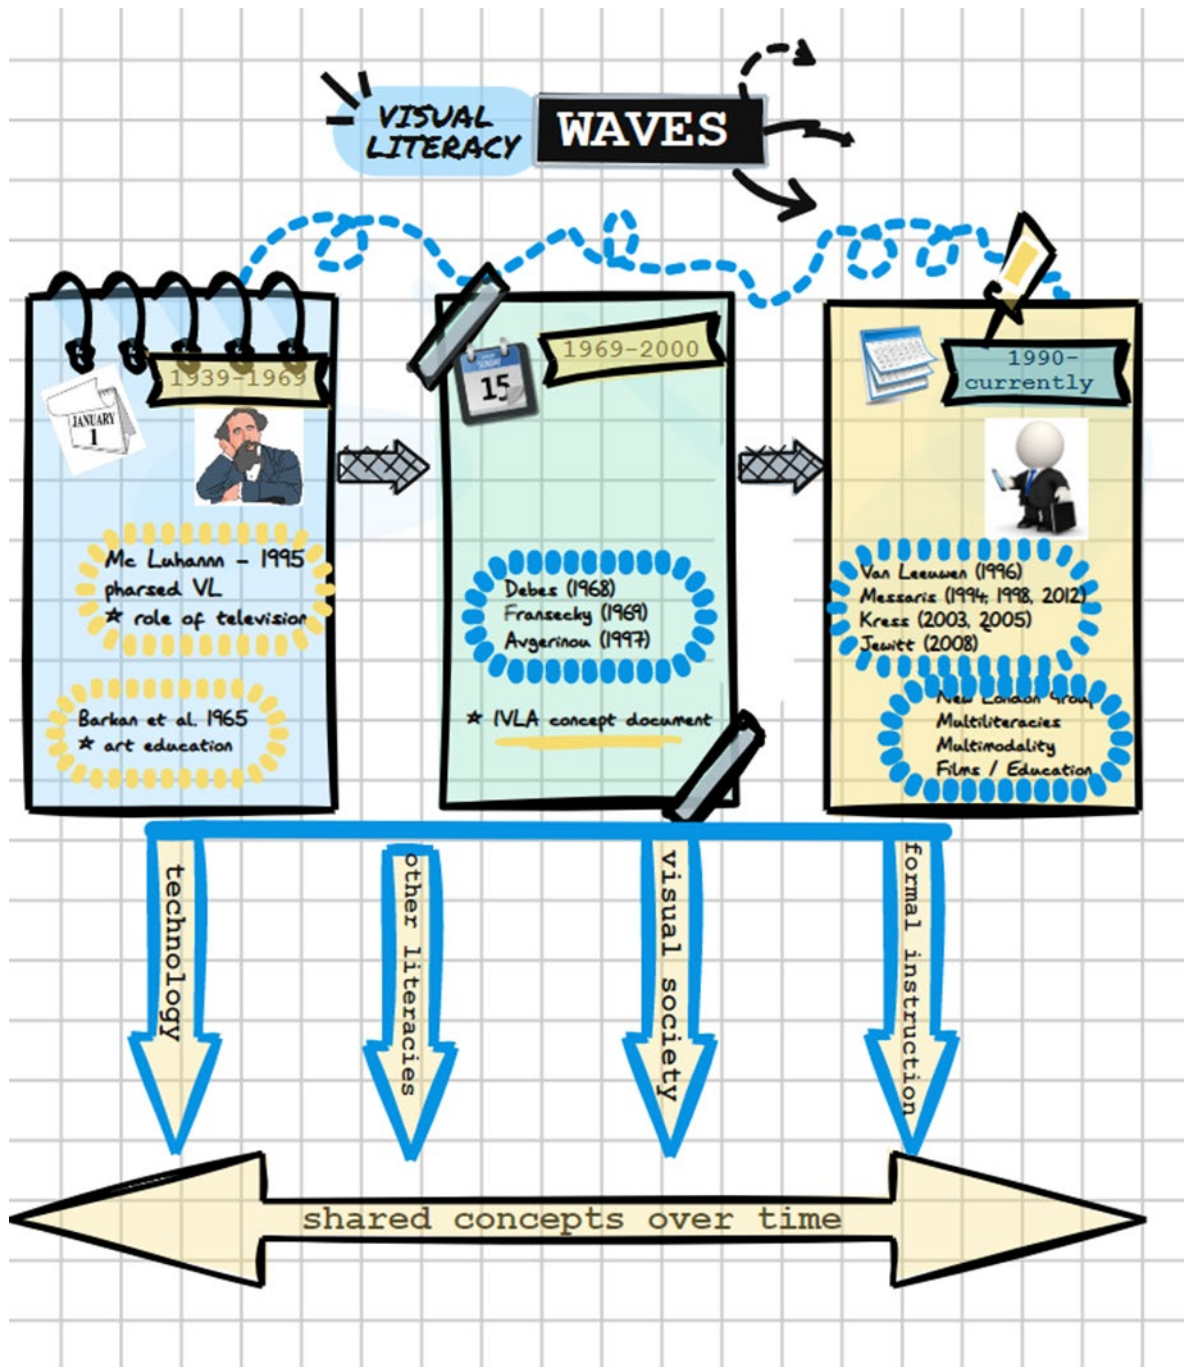 VISUAL
LITERACY
WAVES
1939-1969
JANUARY
1
Mc Luhann - 1995
pharsed VL
☆ role of television
Barkan et al. 1965
☆ art education
1969-2000
SUNDAY
15
Debes (1968)
Fransecky (1969)
Avgerinou (1997)
☆ IVLA concept document
1990-
currently
Van Leeuwen (1996)
Messaris (1994, 1998, 2012)
Kress (2003, 2005)
Jewitt (2008)
New London Group
Multiliteracies
Multimodality
Films / Education
technology
other literacies
visual society
formal instruction
shared concepts over time